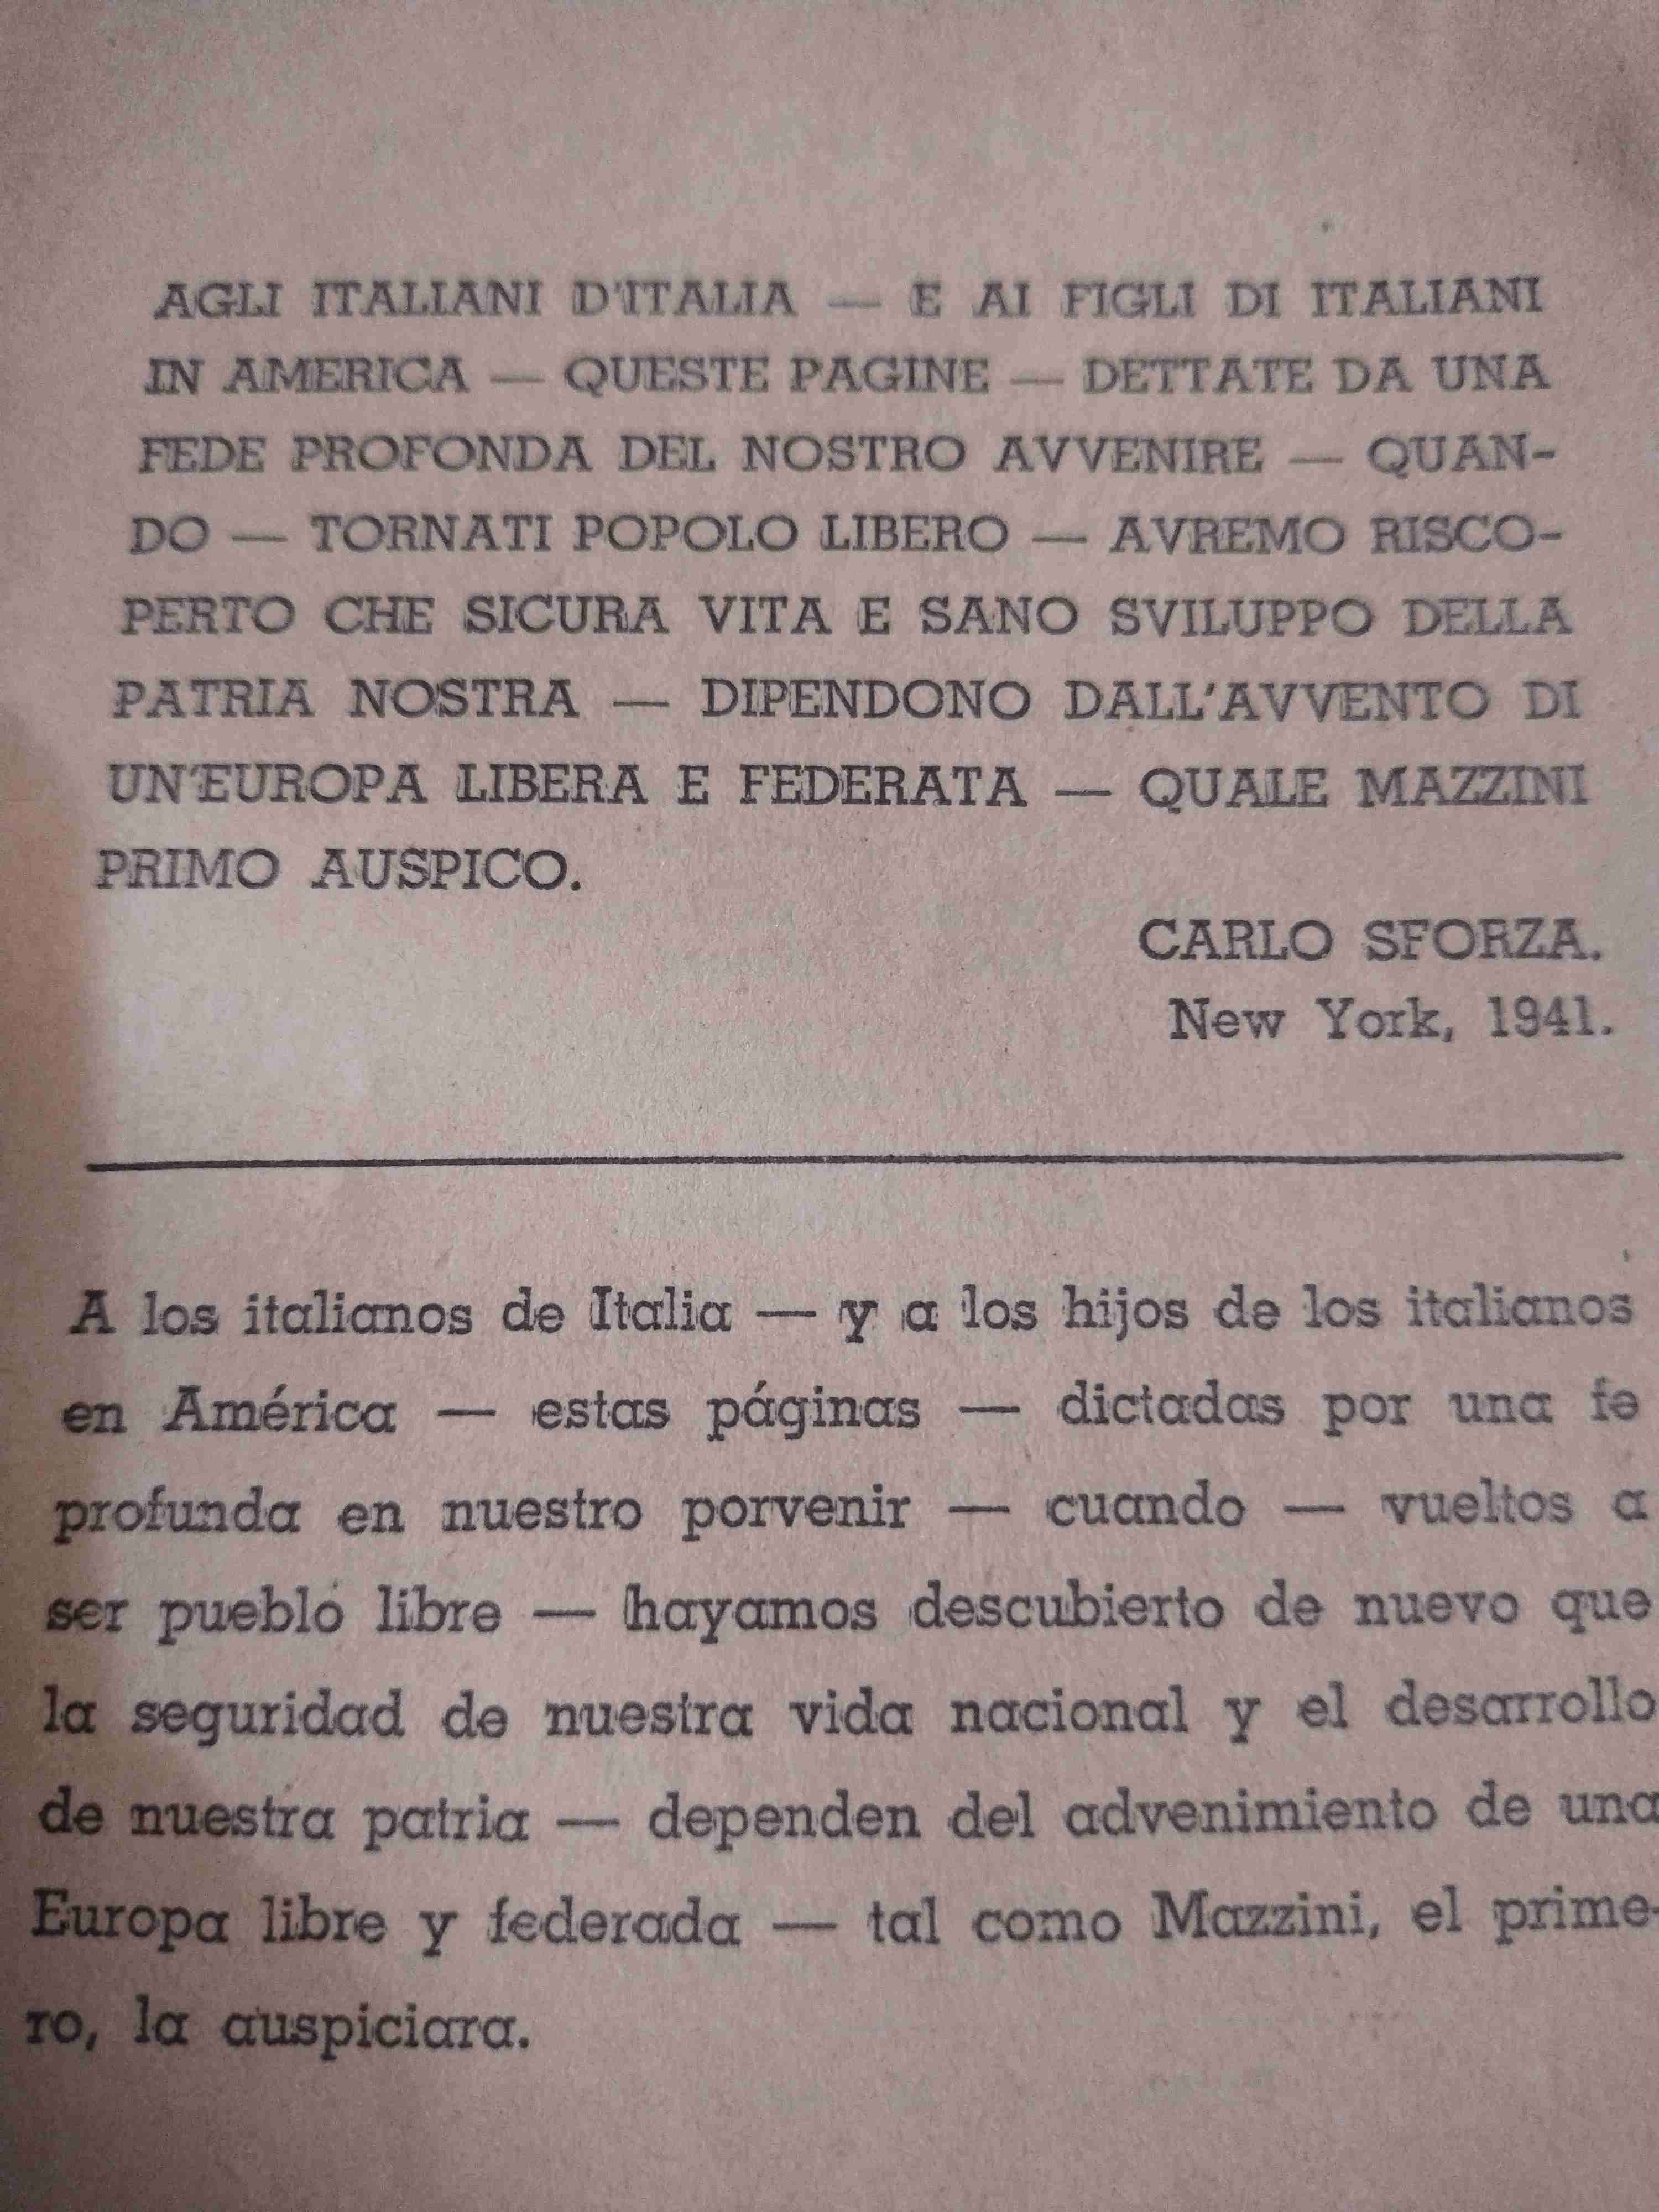 AGLI ITALIANI D'ITALIA — E AI FIGLI DI ITALIANI
IN AMERICA — QUESTE PAGINE — DETTATE DA UNA
FEDE PROFONDA DEL NOSTRO AVVENIRE — QUAN-
DO — TORNATI POPOLO LIBERO — AVREMO RISCO-
PERTO CHE SICURA VITA E SANO SVILUPPO DELLA
PATRIA NOSTRA — DIPENDONO DALL'AVVENTO DI
UN'EUROPA LIBERA E FEDERATA — QUALE MAZZINI
PRIMO AUSPICO.
CARLO SFORZA.
New York, 1941.
A los italianos de Italia — y a los hijos de los italianos
en América — estas páginas — dictadas por una fe
profunda en nuestro porvenir — cuando — vueltos a
ser pueblo libre — hayamos descubierto de nuevo que
la seguridad de nuestra vida nacional y el desarrollo
de nuestra patria — dependen del advenimiento de una
Europa libre y federada — tal como Mazzini, el prime-
ro, la auspiciara.